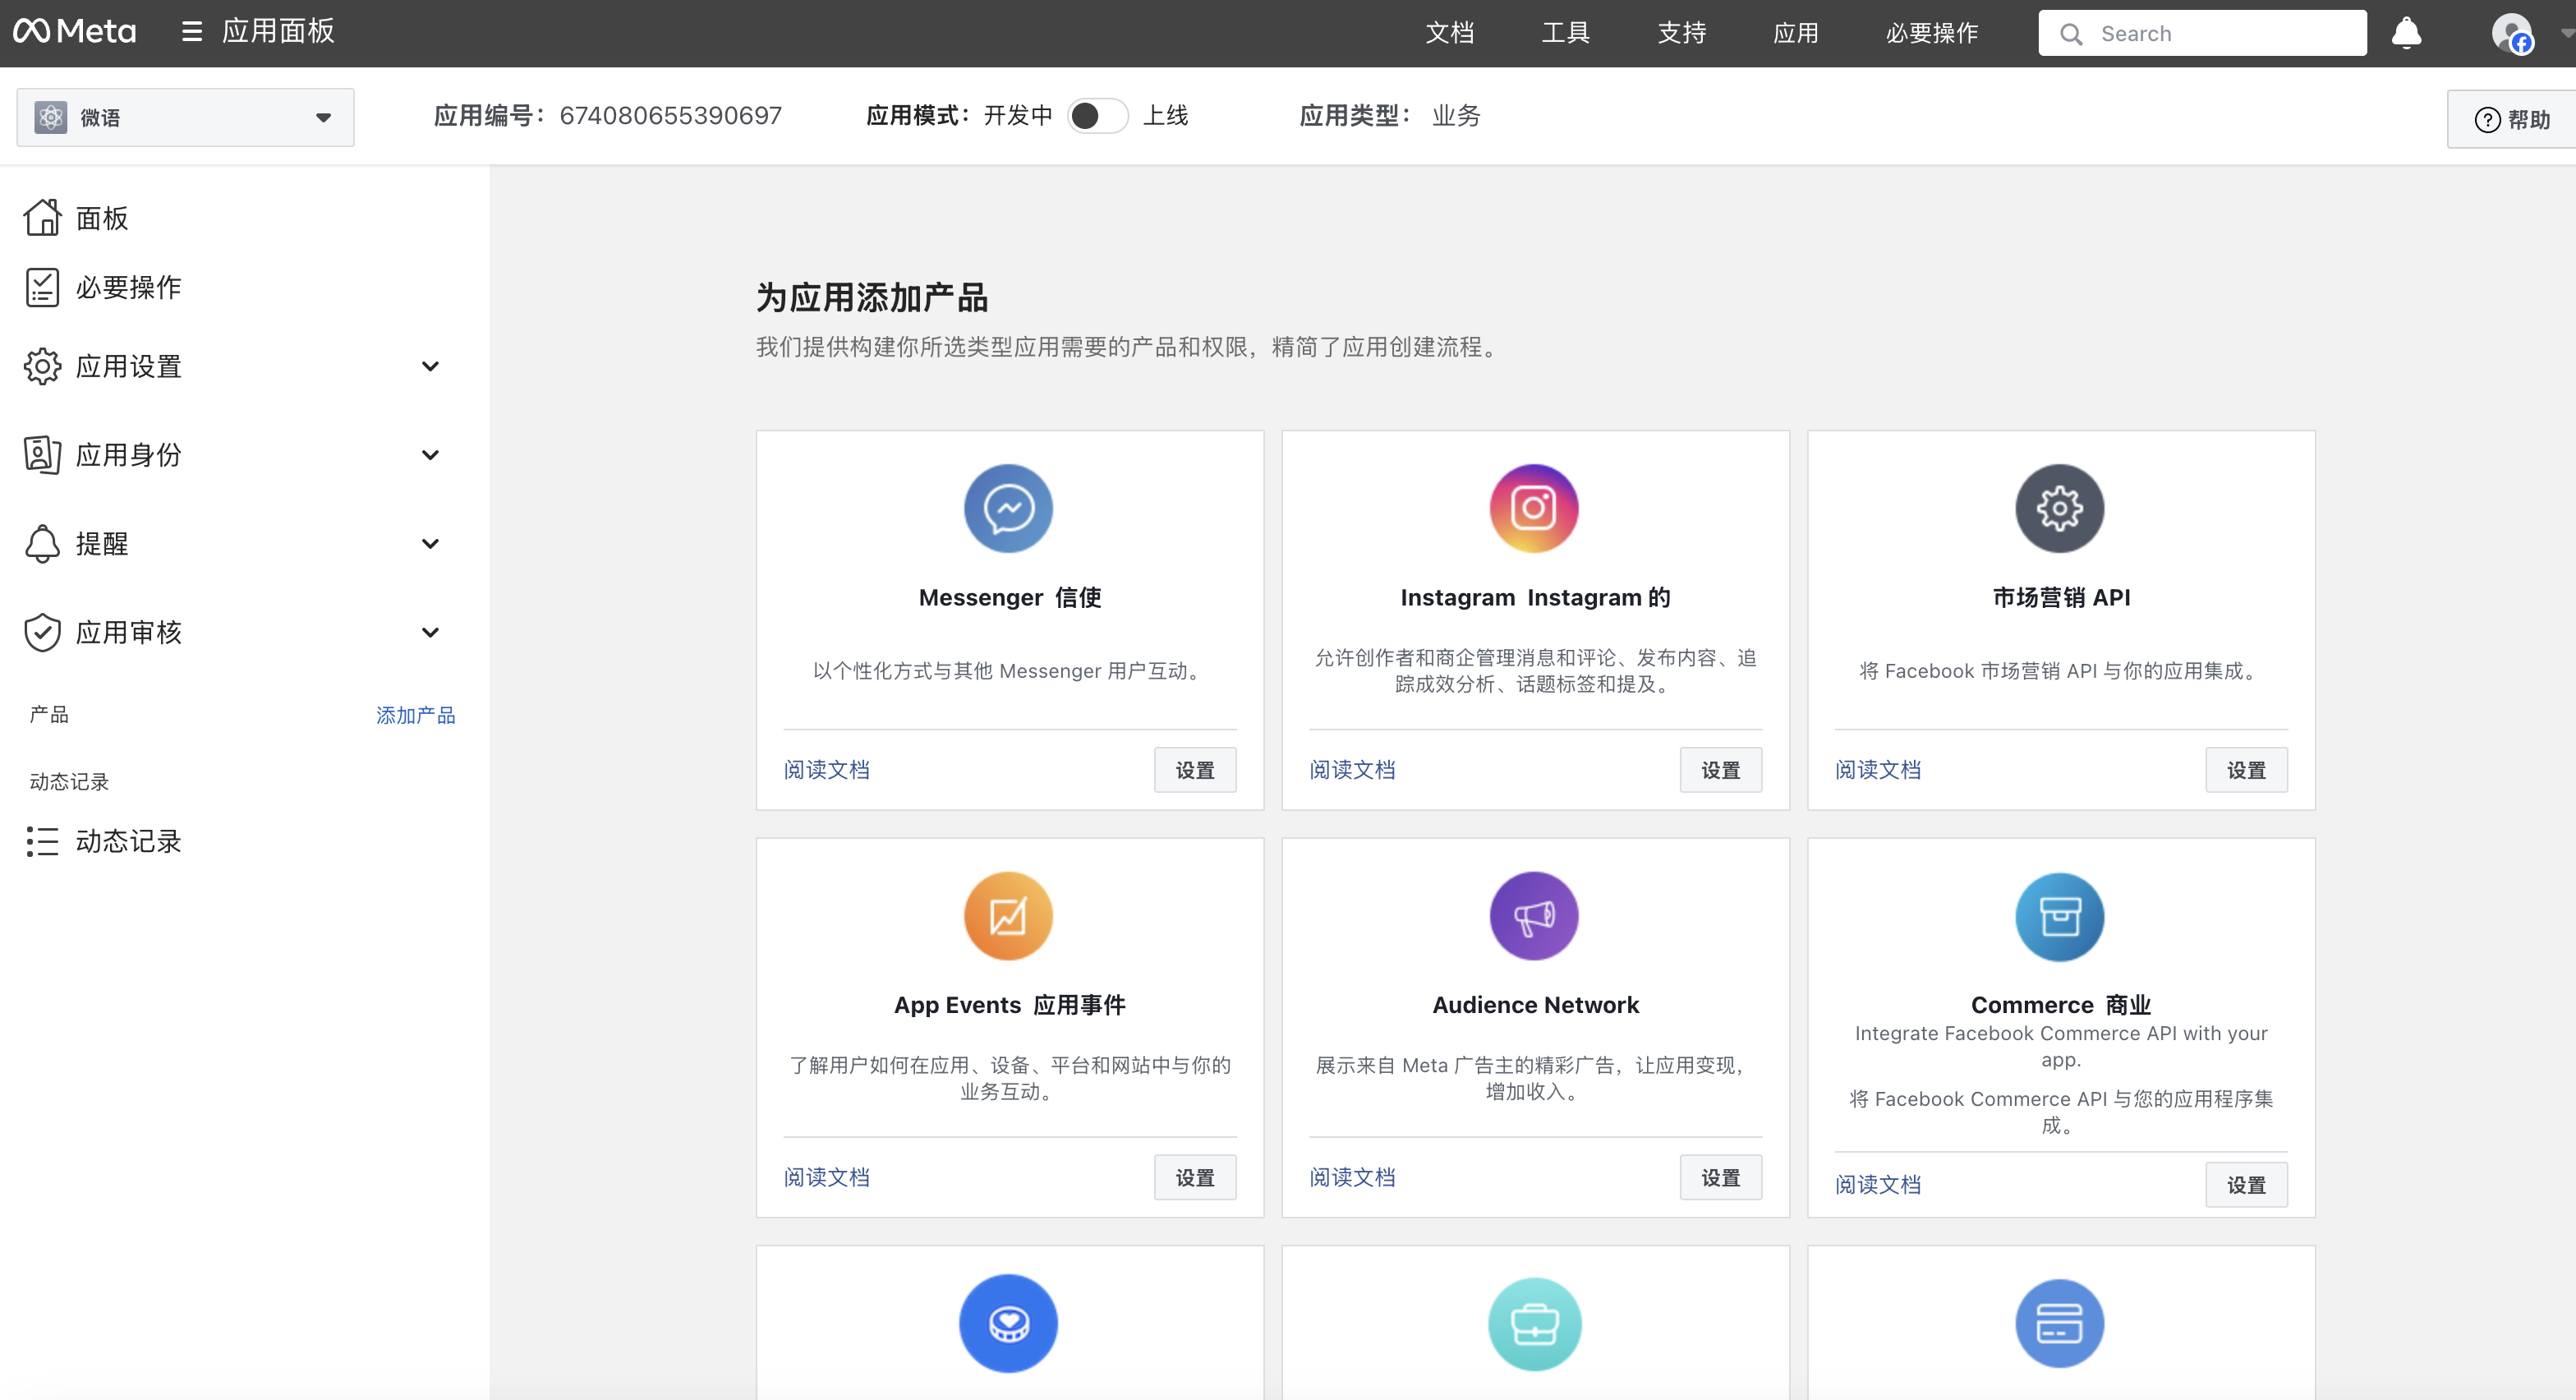 Meta
应用面板
文档
工具
支持
应用
必要操作
Search
微语
应用编号：674080655390697
应用模式：开发中
上线
应用类型：业务
帮助
面板
必要操作
应用设置
应用身份
提醒
应用审核
产品
添加产品
动态记录
动态记录
为应用添加产品
我们提供构建你所选类型应用需要的产品和权限，精简了应用创建流程。
Messenger 信使
以个性化方式与其他 Messenger 用户互动。
阅读文档
设置
Instagram Instagram 的
允许创作者和商企管理消息和评论、发布内容、追
踪成效分析、话题标签和提及。
阅读文档
设置
市场营销 API
将 Facebook 市场营销 API 与你的应用集成。
阅读文档
设置
App Events 应用事件
了解用户如何在应用、设备、平台和网站中与你的
业务互动。
阅读文档
设置
Audience Network
展示来自 Meta 广告主的精彩广告，让应用变现，
增加收入。
阅读文档
设置
Commerce 商业
Integrate Facebook Commerce API with your
app.
将 Facebook Commerce API 与您的应用程序集
成。
阅读文档
设置